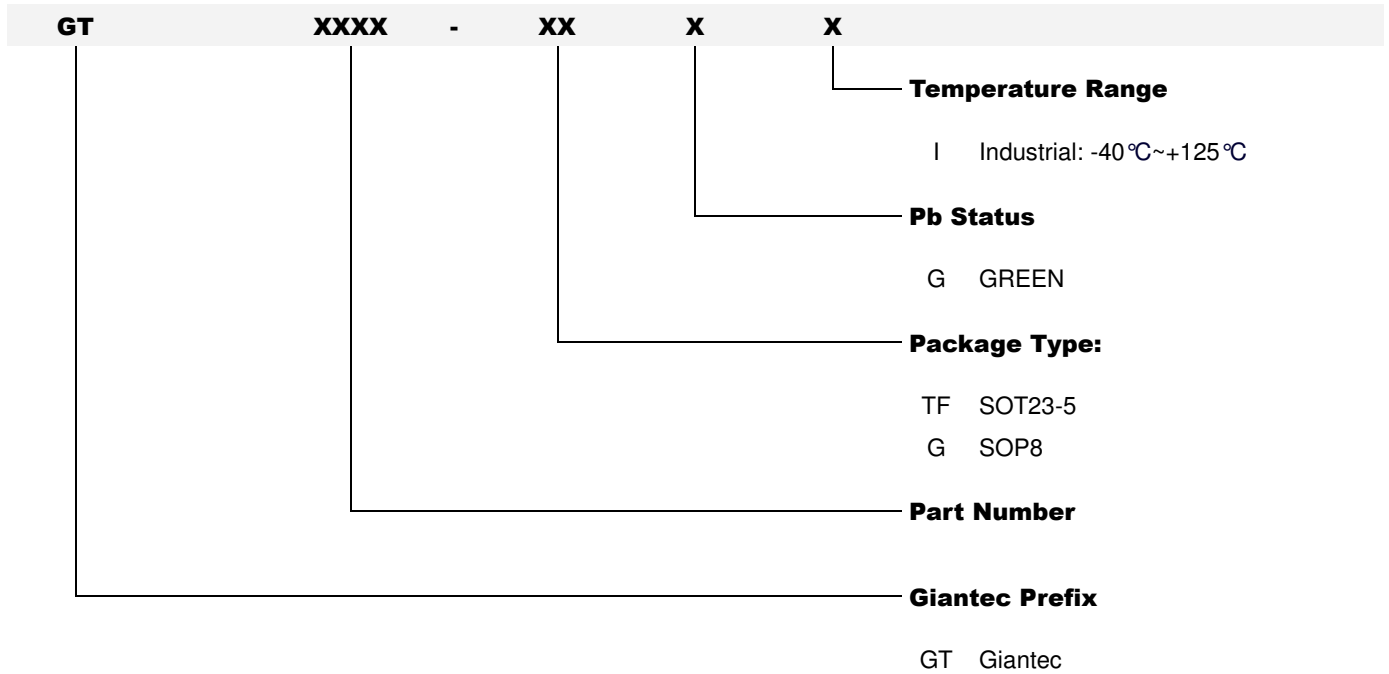 GT XXXX - XX X X
Temperature Range
I Industrial: -40℃~+125℃
Pb Status
G GREEN
Package Type:
TF SOT23-5
G SOP8
Part Number
Giantec Prefix
GT Giantec